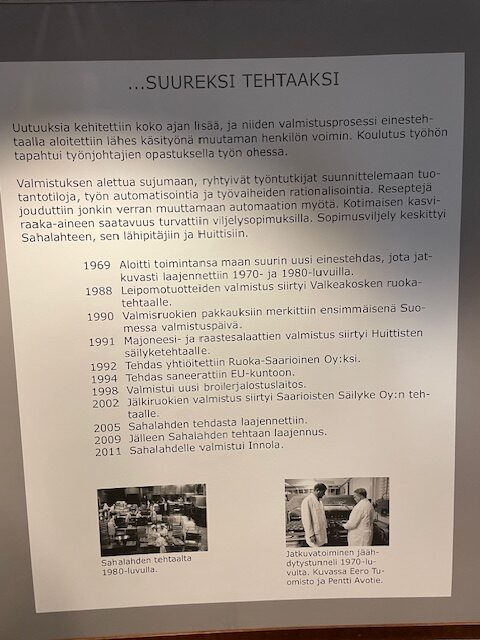 ...SUUREKSI TEHTAAKSI
Uutuuksia kehitettiin koko ajan lisää, ja niiden valmistusprosessi einesteh-
taalla aloitettiin lähes käsityönä muutaman henkilön voimin. Koulutus työhön
tapahtui työnjohtajien opastuksella työn ohessa.
Valmistuksen alettua sujumaan, ryhtyivät työntutkijat suunnittelemaan tuo-
tantotiloja, työn automatisointia ja työvaiheiden rationalisointia. Reseptejä
jouduttiin jonkin verran muuttamaan automaation myötä. Kotimaisen kasvi-
raaka-aineen saatavuus turvattiin viljelysopimuksilla. Sopimusviljely keskittyi
Sahalahteen, sen lähipitäjiin ja Huittisiin.
1969 Aloitti toimintansa maan suurin uusi einestehdas, jota jat-
kuvasti laajennettiin 1970- ja 1980-luvuilla.
1988 Leipomotuotteiden valmistus siirtyi Valkeakosken ruoka-
tehtaalle.
1990 Valmisruokien pakkauksiin merkittiin ensimmäisenä Suo-
messa valmistuspäivä.
1991 Majoneesi- ja raastesalaattien valmistus siirtyi Huittisten
säilyketehtaalle.
1992 Tehdas yhtiöitettiin Ruoka-Saarioinen Oy:ksi.
1994 Tehdas saneerattiin EU-kuntoon.
1998 Valmistui uusi broilerjalostuslaitos.
2002 Jälkiruokien valmistus siirtyi Saarioisten Säilyke Oy:n teh-
taalle.
2005 Sahalahden tehdasta laajennettiin.
2009 Jälleen Sahalahden tehtaan laajennus.
2011 Sahalahdelle valmistui Innola.
Sahalahden tehtaalta
1980-luvulla.
Jatkuvatoiminen jääh-
dytystunneli 1970-lu-
vulta. Kuvassa Eero Tu-
omisto ja Pentti Avotie.